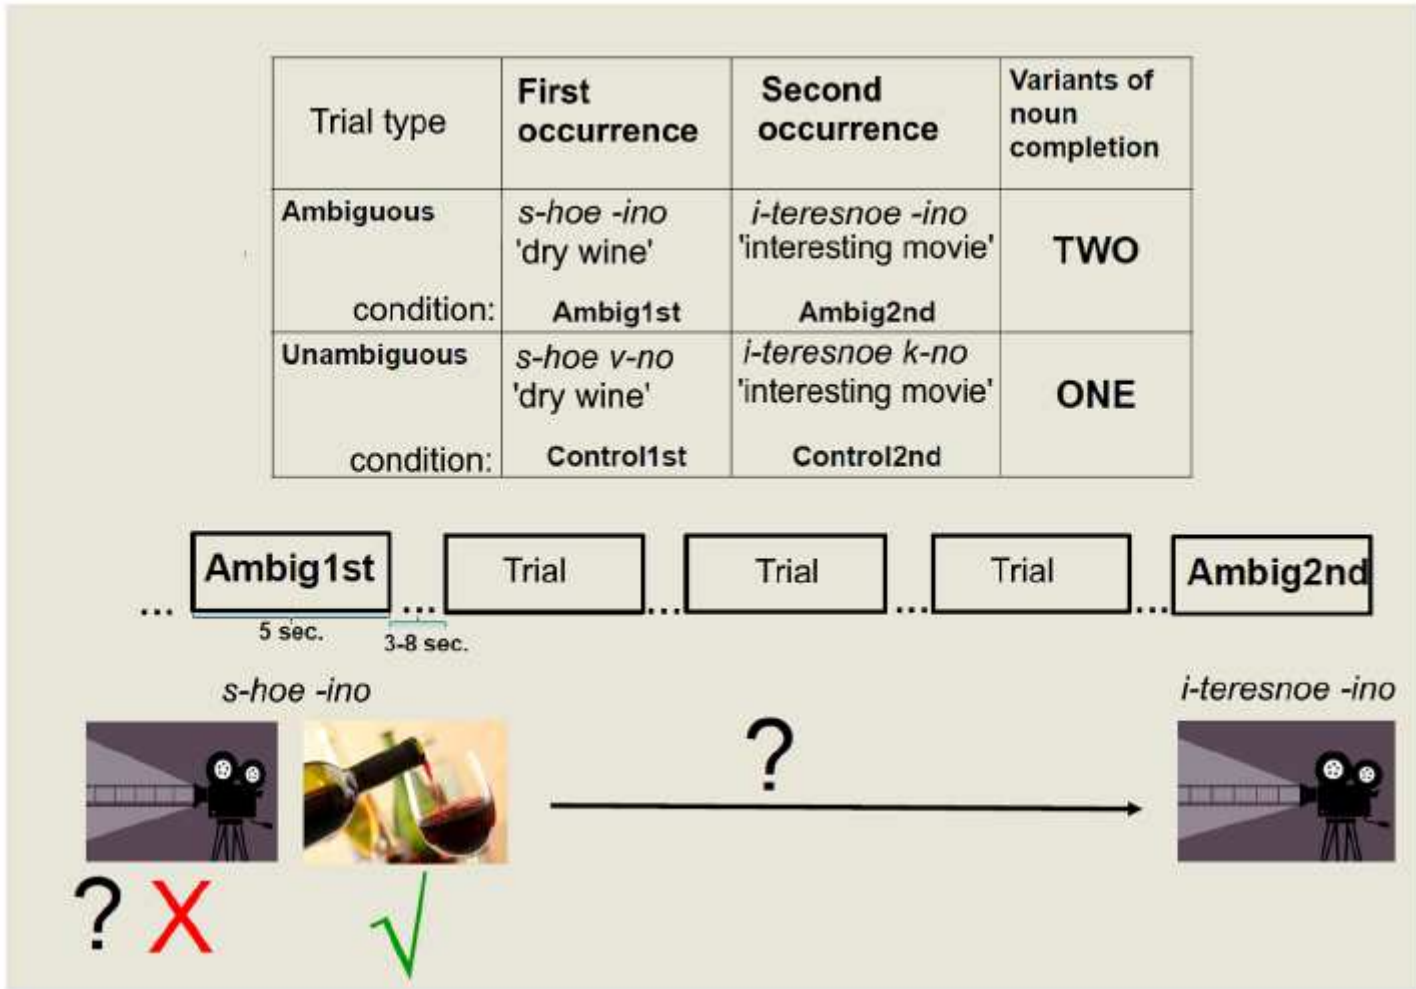 Trial type
First
occurrence
Second
occurrence
Variants of
noun
completion
Ambiguous
condition:
s-hoe -ino
'dry wine'
Ambig1st
i-teresnoe -ino
'interesting movie'
Ambig2nd
TWO
Unambiguous
condition:
s-hoe v-no
'dry wine'
Control1st
i-teresnoe k-no
'interesting movie'
Control2nd
ONE
... Ambig1st ... Trial ... Trial ... Trial ... Ambig2nd
5 sec.
3-8 sec.
s-hoe -ino
i-teresnoe -ino
?
? X √